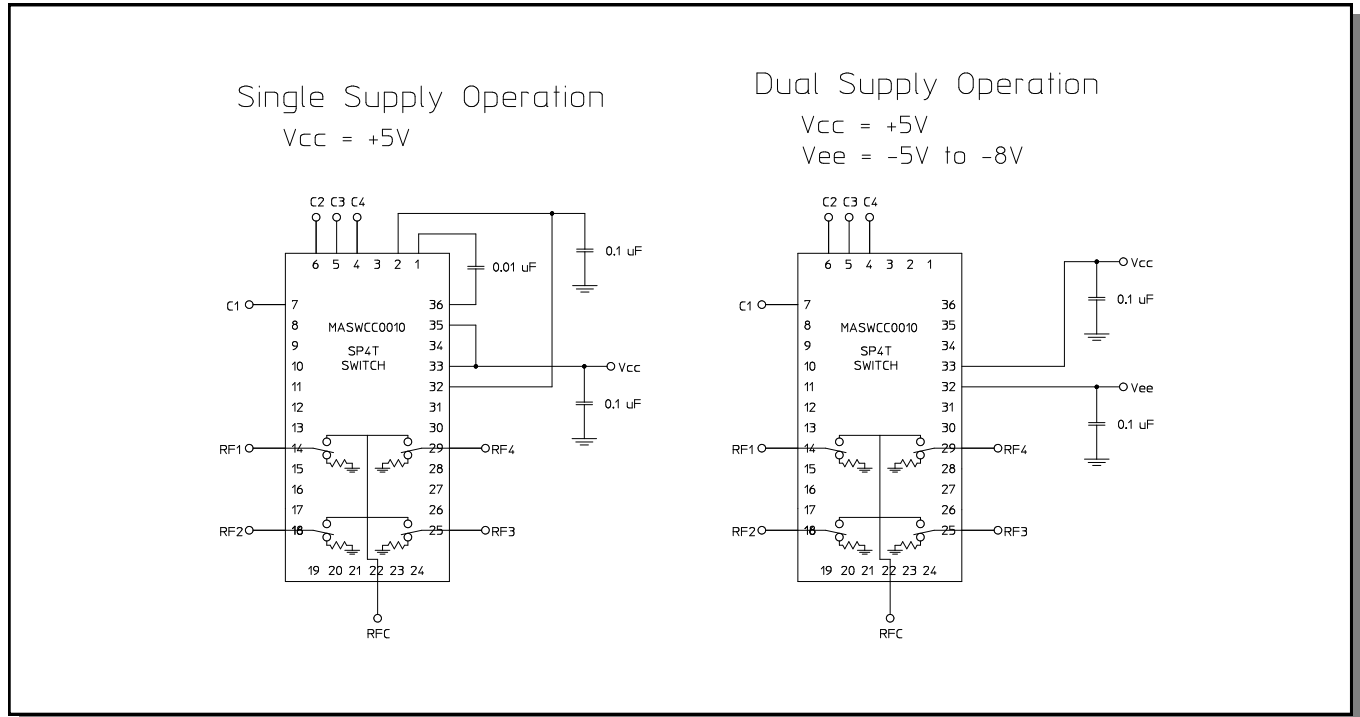 Single Supply Operation
Vcc = +5V
C2 C3 C4
6 5 4 3 2 1
0.1 uF
0.01 uF
C1
7
8
9
10
11
12
13
14
15
16
17
18
36
35
34
33
32
31
30
29
28
27
26
25
MASWCC0010
SP4T
SWITCH
Vcc
0.1 uF
RF1
RF4
RF2
RF3
19 20 21 22 23 24
RFC
Dual Supply Operation
Vcc = +5V
Vee = -5V to -8V
C2 C3 C4
6 5 4 3 2 1
Vcc
0.1 uF
C1
7
8
9
10
11
12
13
14
15
16
17
18
36
35
34
33
32
31
30
29
28
27
26
25
MASWCC0010
SP4T
SWITCH
Vee
0.1 uF
RF1
RF4
RF2
RF3
19 20 21 22 23 24
RFC